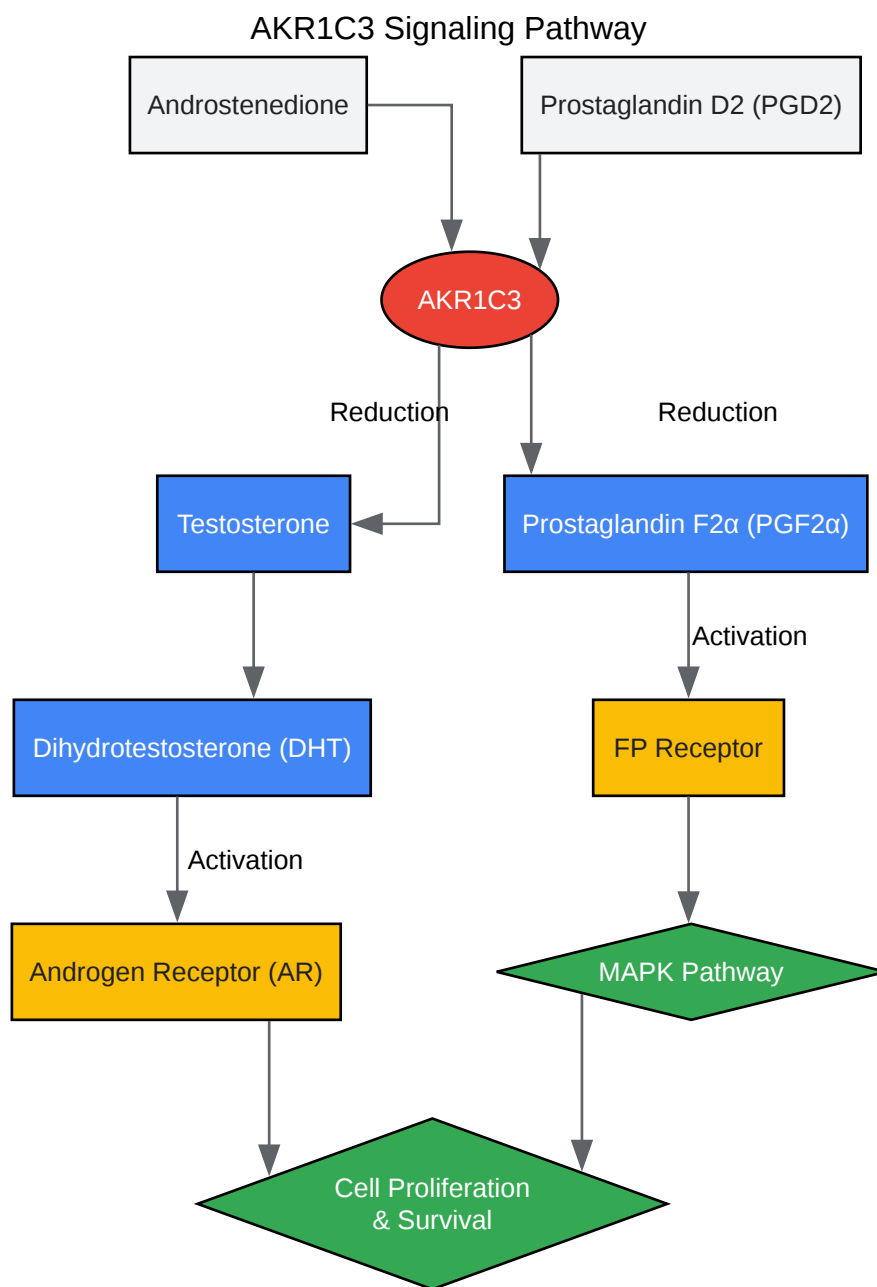 AKR1C3 Signaling Pathway
Androstenedione
Prostaglandin D2 (PGD2)
AKR1C3
Reduction
Reduction
Testosterone
Prostaglandin F2α (PGF2α)
Activation
Dihydrotestosterone (DHT)
FP Receptor
Activation
Androgen Receptor (AR)
MAPK Pathway
Cell Proliferation
& Survival